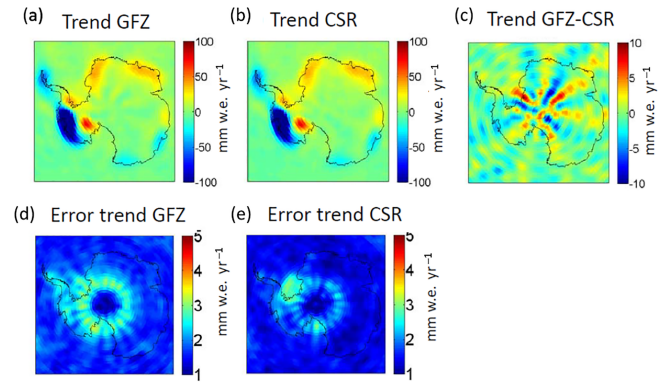 (a) Trend GFZ
(b) Trend CSR
(c) Trend GFZ-CSR
100
50
0
-50
-100
mm w.e. yr⁻¹
100
50
0
-50
-100
mm w.e. yr⁻¹
10
5
0
-5
-10
mm w.e. yr⁻¹
(d) Error trend GFZ
(e) Error trend CSR
5
4
3
2
1
mm w.e. yr⁻¹
5
4
3
2
1
mm w.e. yr⁻¹